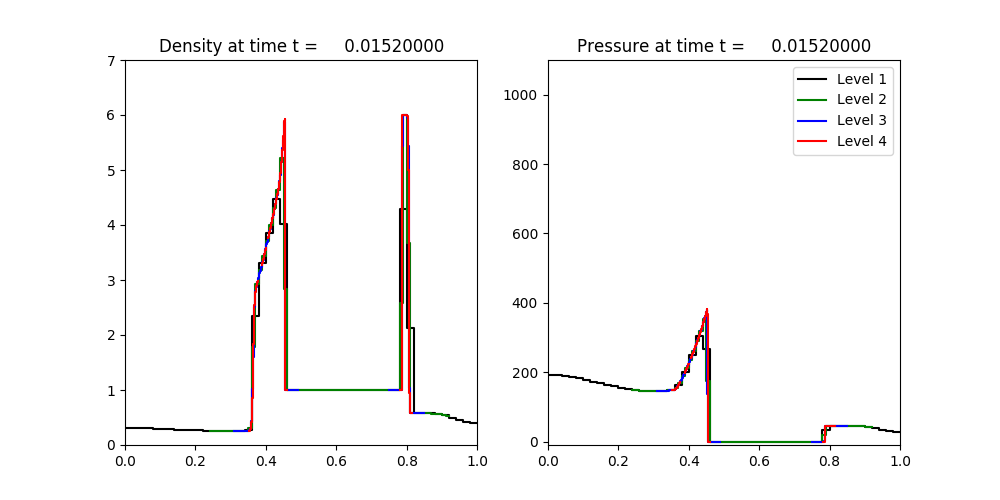 Density at time t = 0.01520000
7
6
5
4
3
2
1
0
0.0 0.2 0.4 0.6 0.8 1.0
Pressure at time t = 0.01520000
1000
800
600
400
200
0
0.0 0.2 0.4 0.6 0.8 1.0
Level 1
Level 2
Level 3
Level 4